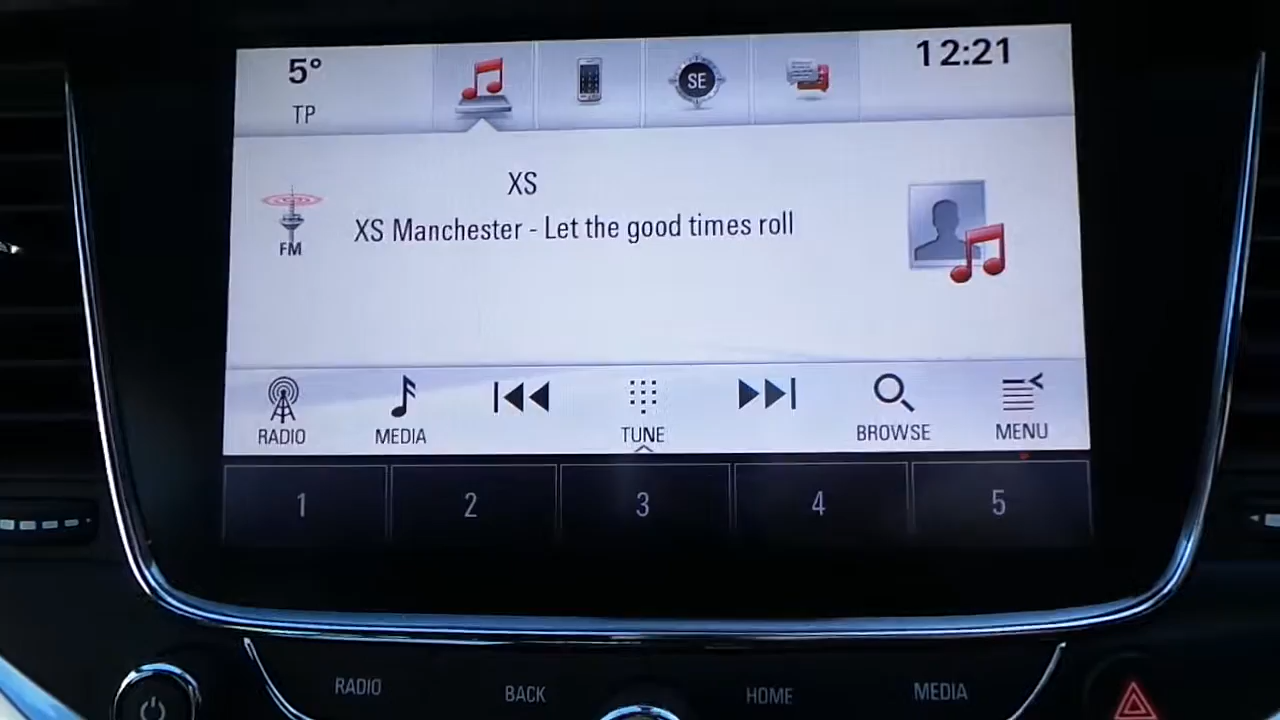 5°
TP
SE
12:21
XS
FM
XS Manchester - Let the good times roll
RADIO
MEDIA
TUNE
BROWSE
MENU
1
2
3
4
5
RADIO
BACK
HOME
MEDIA